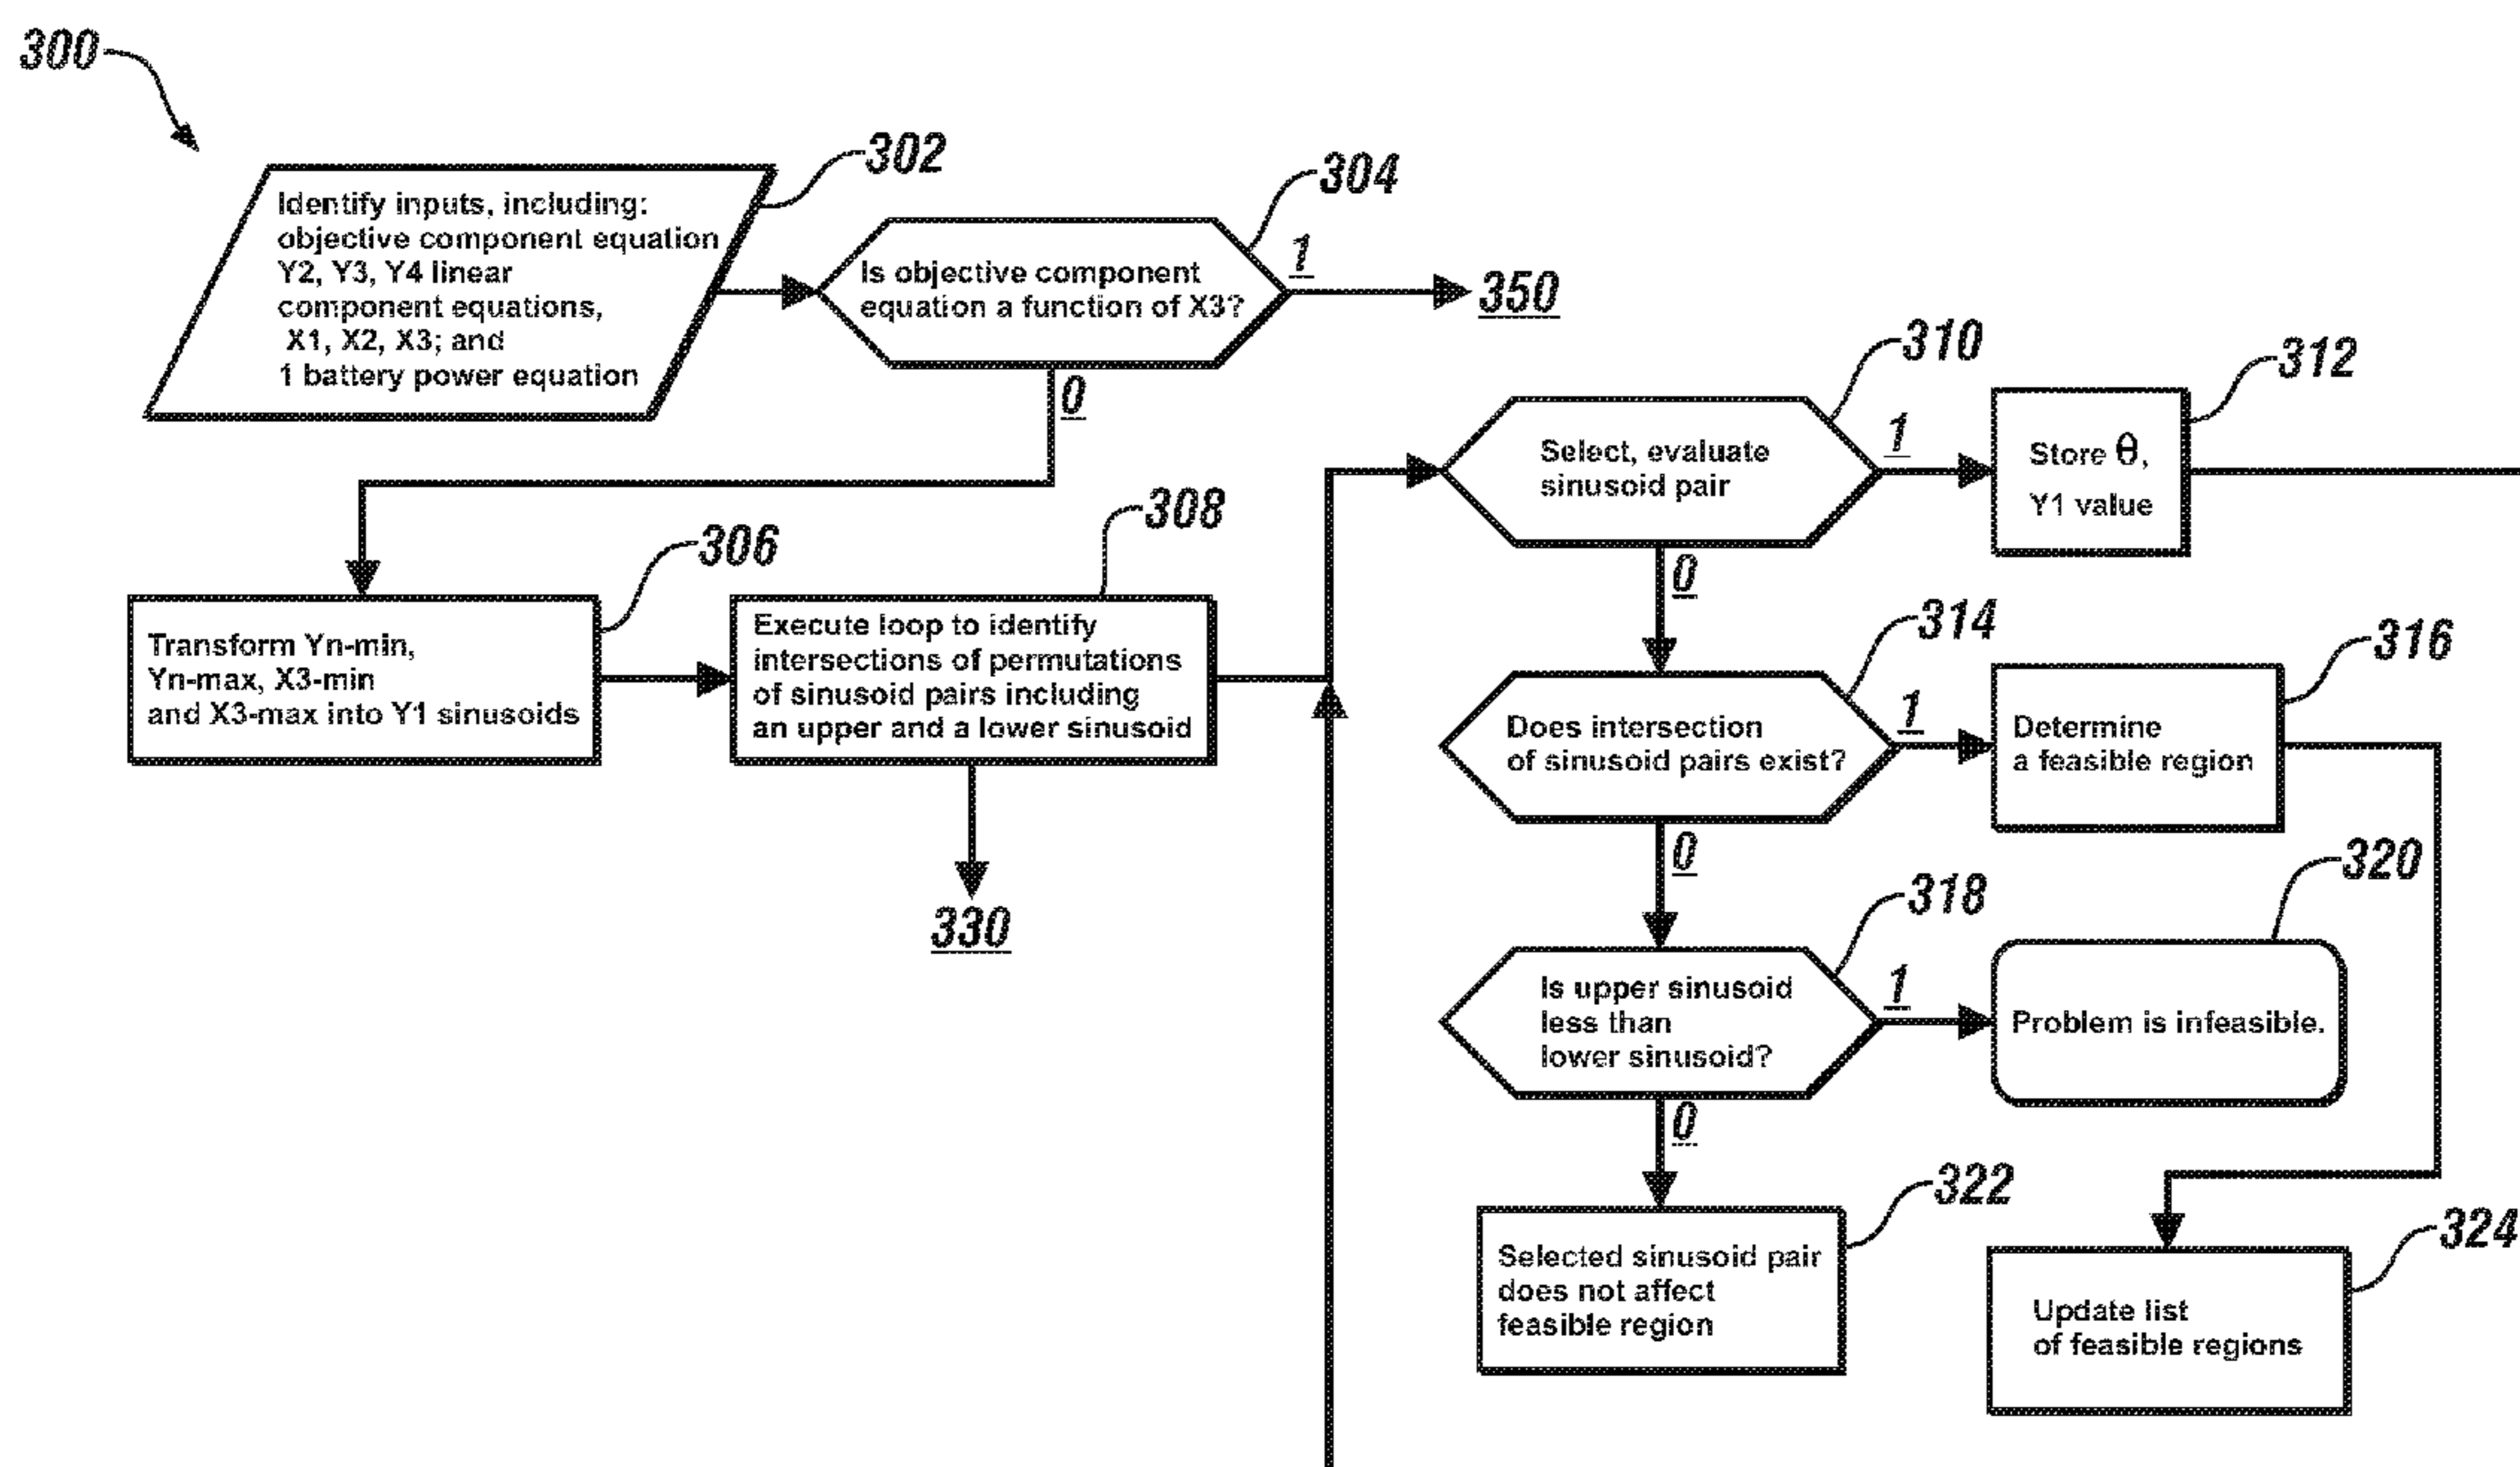 300
302
Identify inputs, including:
objective component equation
Y2, Y3, Y4 linear
component equations,
X1, X2, X3; and
1 battery power equation
304
Is objective component
equation a function of X3?
1
350
0
306
Transform Yn-min,
Yn-max, X3-min
and X3-max into Y1 sinusoids
308
Execute loop to identify
intersections of permutations
of sinusoid pairs including
an upper and a lower sinusoid
330
310
Select, evaluate
sinusoid pair
1
0
312
Store θ,
Y1 value
314
Does intersection
of sinusoid pairs exist?
1
0
316
Determine
a feasible region
318
Is upper sinusoid
less than
lower sinusoid?
1
0
320
Problem is infeasible.
322
Selected sinusoid pair
does not affect
feasible region
324
Update list
of feasible regions